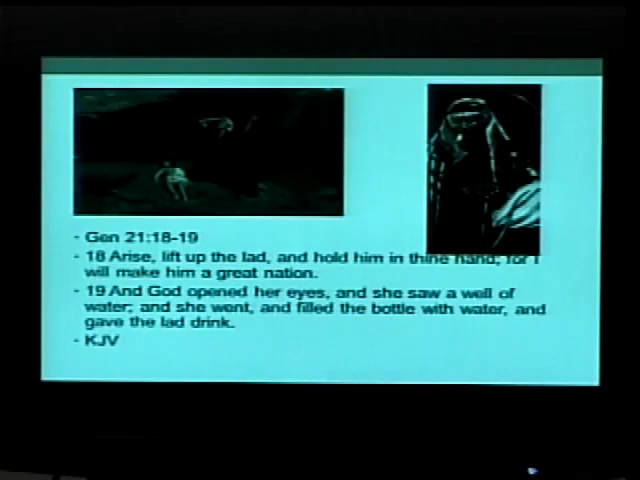 - Gen 21:18-19
- 18 Arise, lift up the lad, and hold him in thine hand; for I
will make him a great nation.
- 19 And God opened her eyes, and she saw a well of
water; and she went, and filled the bottle with water, and
gave the lad drink.
- KJV